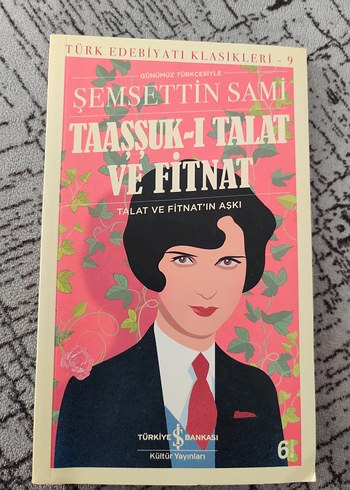 TÜRK EDEBİYATI KLASİKLERİ - 9
GÜNÜMÜZ TÜRKÇESİYLE
ŞEMSETTİN SAMİ
TAAŞŞUK-I TALAT
VE FİTNAT
TALAT VE FİTNAT'IN AŞKI
TÜRKİYE İŞ BANKASI
Kültür Yayınları